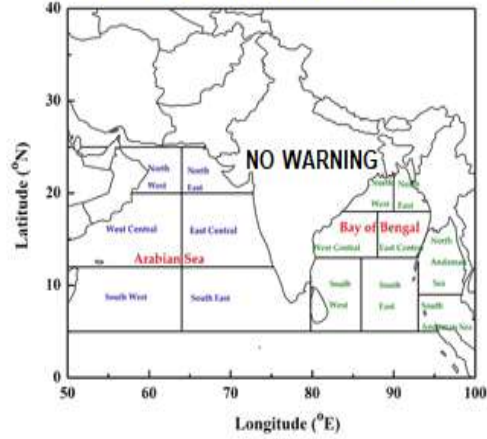 40
30
20
10
0
Latitude (°N)
NO WARNING
North
West
North
East
West Central
East Central
Arabian Sea
South West
South East
North
West
North
East
Bay of Bengal
West Central
East Central
South
West
South
East
North
Andaman
Sea
South
Andaman Sea
50 60 70 80 90 100
Longitude (°E)